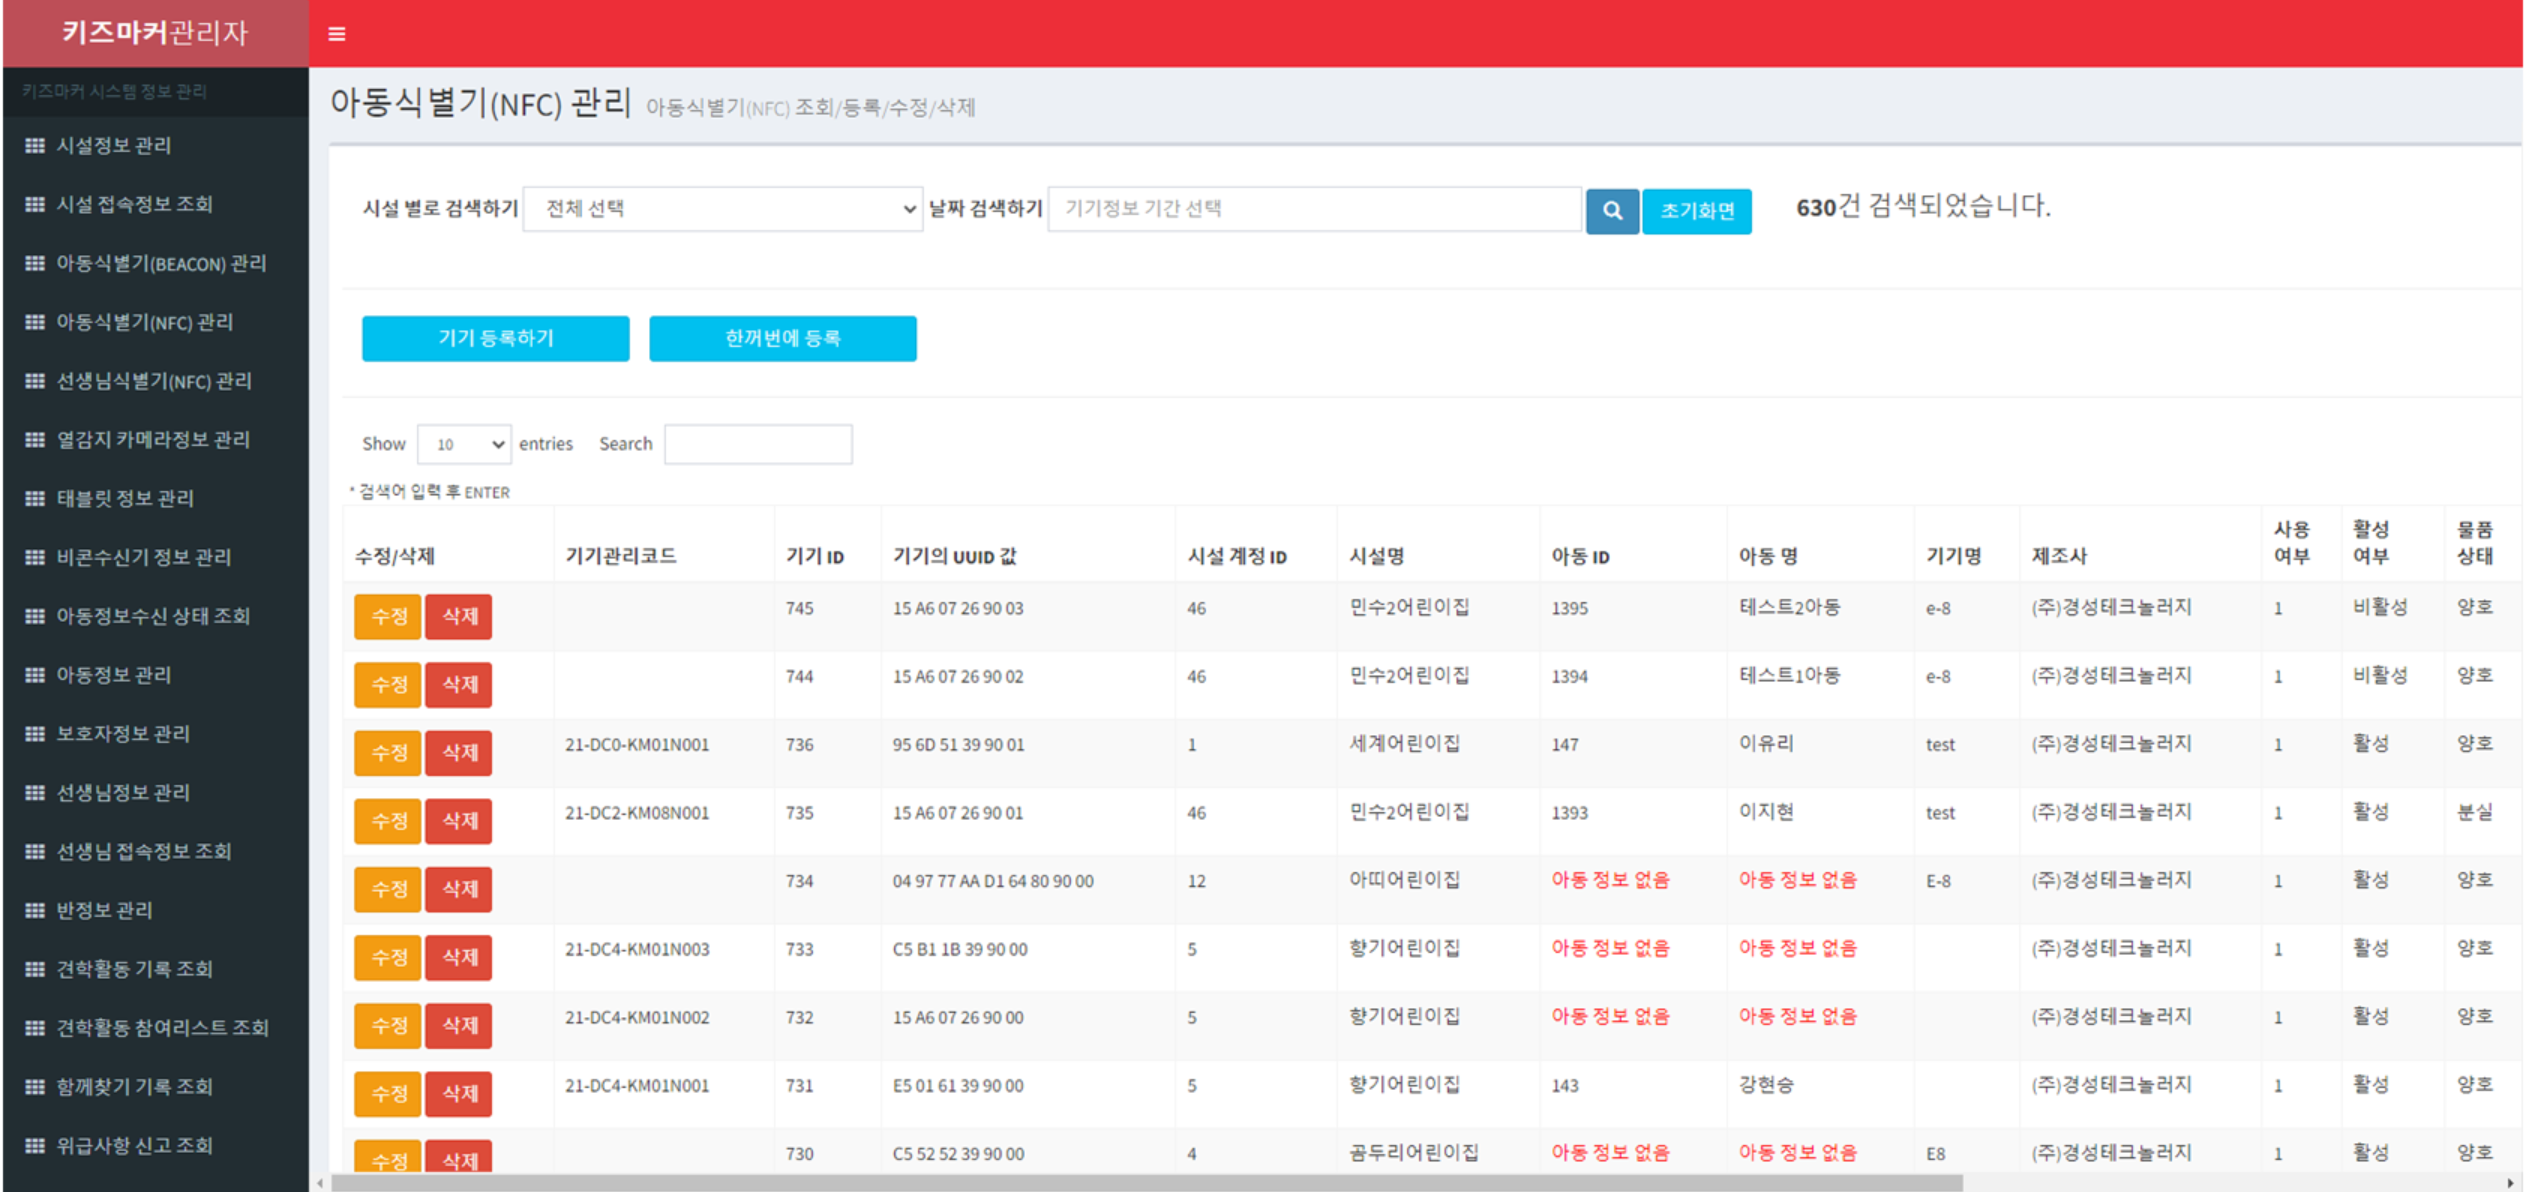 키즈마커관리자
키즈마커 시스템 정보 관리
시설정보 관리
시설 접속정보 조회
아동식별기(BEACON) 관리
아동식별기(NFC) 관리
선생님식별기(NFC) 관리
열감지 카메라정보 관리
태블릿 정보 관리
비콘수신기 정보 관리
아동정보수신 상태 조회
아동정보 관리
보호자정보 관리
선생님정보 관리
선생님 접속정보 조회
반정보 관리
견학활동 기록 조회
견학활동 참여리스트 조회
함께찾기 기록 조회
위급사항 신고 조회
아동식별기(NFC) 관리 아동식별기(NFC) 조회/등록/수정/삭제
시설 별로 검색하기 전체 선택 날짜 검색하기 기기정보 기간 선택 초기화면 630건 검색되었습니다.
기기 등록하기 한꺼번에 등록
Show 10 entries Search
* 검색어 입력 후 ENTER
수정/삭제 기기관리코드 기기 ID 기기의 UUID 값 시설 계정 ID 시설명 아동 ID 아동 명 기기명 제조사 사용 여부 활성 여부 물품 상태
수정 삭제 745 15 A6 07 26 90 03 46 민수2어린이집 1395 테스트2아동 e-8 (주)경성테크놀러지 1 비활성 양호
수정 삭제 744 15 A6 07 26 90 02 46 민수2어린이집 1394 테스트1아동 e-8 (주)경성테크놀러지 1 비활성 양호
수정 삭제 21-DC0-KM01N001 736 95 6D 51 39 90 01 1 세계어린이집 147 이유리 test (주)경성테크놀러지 1 활성 양호
수정 삭제 21-DC2-KM08N001 735 15 A6 07 26 90 01 46 민수2어린이집 1393 이지현 test (주)경성테크놀러지 1 활성 분실
수정 삭제 734 04 97 77 AA D1 64 80 90 00 12 아띠어린이집 아동 정보 없음 아동 정보 없음 E-8 (주)경성테크놀러지 1 활성 양호
수정 삭제 21-DC4-KM01N003 733 C5 B1 1B 39 90 00 5 향기어린이집 아동 정보 없음 아동 정보 없음 (주)경성테크놀러지 1 활성 양호
수정 삭제 21-DC4-KM01N002 732 15 A6 07 26 90 00 5 향기어린이집 아동 정보 없음 아동 정보 없음 (주)경성테크놀러지 1 활성 양호
수정 삭제 21-DC4-KM01N001 731 E5 01 61 39 90 00 5 향기어린이집 143 강현승 (주)경성테크놀러지 1 활성 양호
수정 삭제 730 C5 52 52 39 90 00 4 곰두리어린이집 아동 정보 없음 아동 정보 없음 E8 (주)경성테크놀러지 1 활성 양호